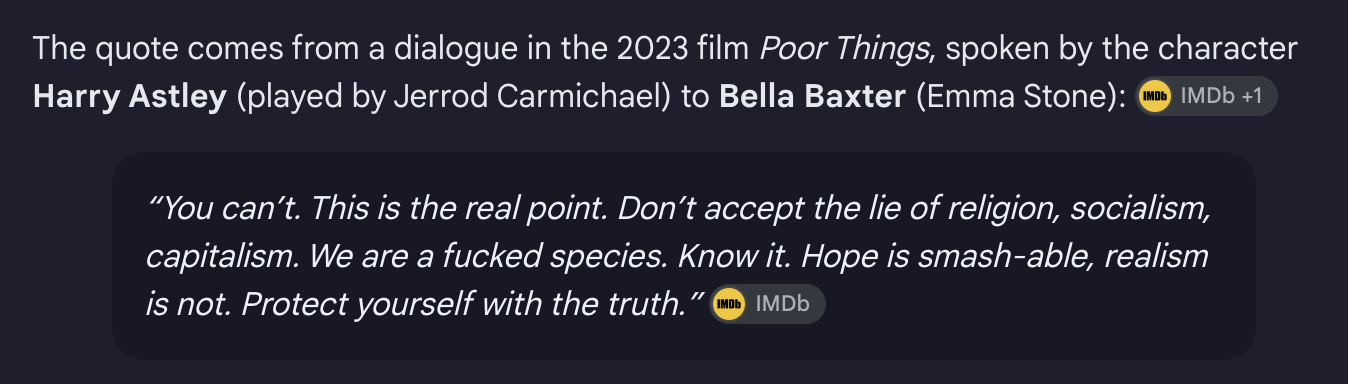 The quote comes from a dialogue in the 2023 film Poor Things, spoken by the character
Harry Astley (played by Jerrod Carmichael) to Bella Baxter (Emma Stone): IMDb IMDb +1
“You can’t. This is the real point. Don’t accept the lie of religion, socialism,
capitalism. We are a fucked species. Know it. Hope is smash-able, realism
is not. Protect yourself with the truth.” IMDb IMDb